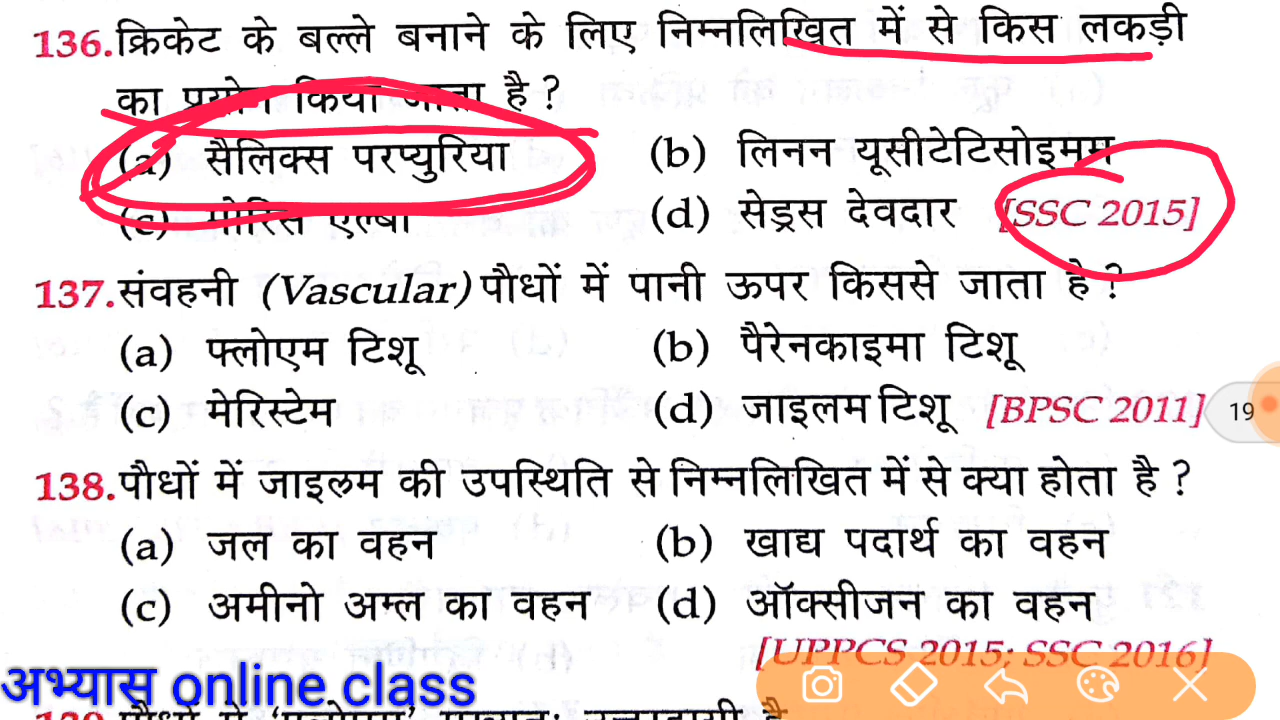 136. क्रिकेट के बल्ले बनाने के लिए निम्नलिखित में से किस लकड़ी
का प्रयोग किया जाता है ?
(a) सैलिक्स परप्युरिया (b) लिनन यूसीटेटिसोइमम
(c) मोरिस एल्बा (d) सेड्रस देवदार [SSC 2015]
137. संवहनी (Vascular) पौधों में पानी ऊपर किससे जाता हे ?
(a) फ्लोएम टिशू (b) पैरेनकाइमा टिशू
(c) मेरिस्टेम (d) जाइलम टिशू [BPSC 2011]
19
138. पौधों में जाइलम की उपस्थिति से निम्नलिखित में से क्या होता है ?
(a) जल का वहन (b) खाद्य पदार्थ का वहन
(c) अमीनो अम्ल का वहन (d) ऑक्सीजन का वहन
[UPPCS 2015; SSC 2016]
अभ्यास online class